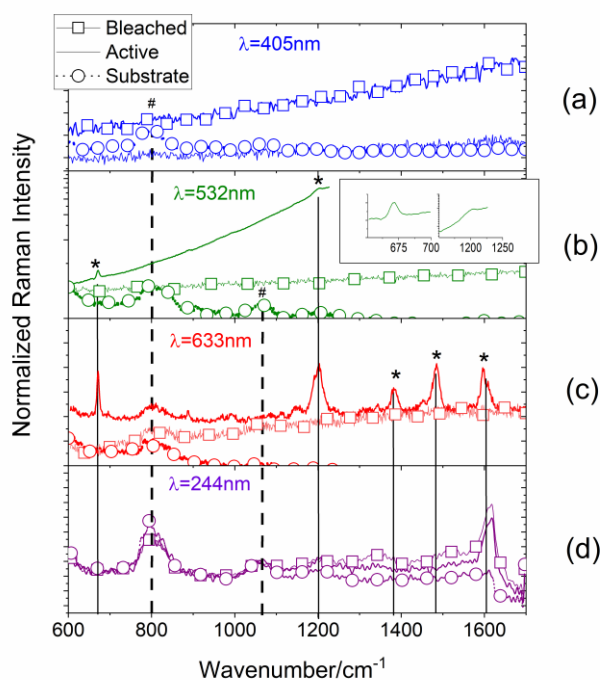 Bleached
Active
Substrate
λ=405nm
#
(a)
*
*
λ=532nm
675 700
1200 1250
#
(b)
λ=633nm
*
*
*
(c)
λ=244nm
(d)
Normalized Raman Intensity
600 800 1000 1200 1400 1600
Wavenumber/cm⁻¹